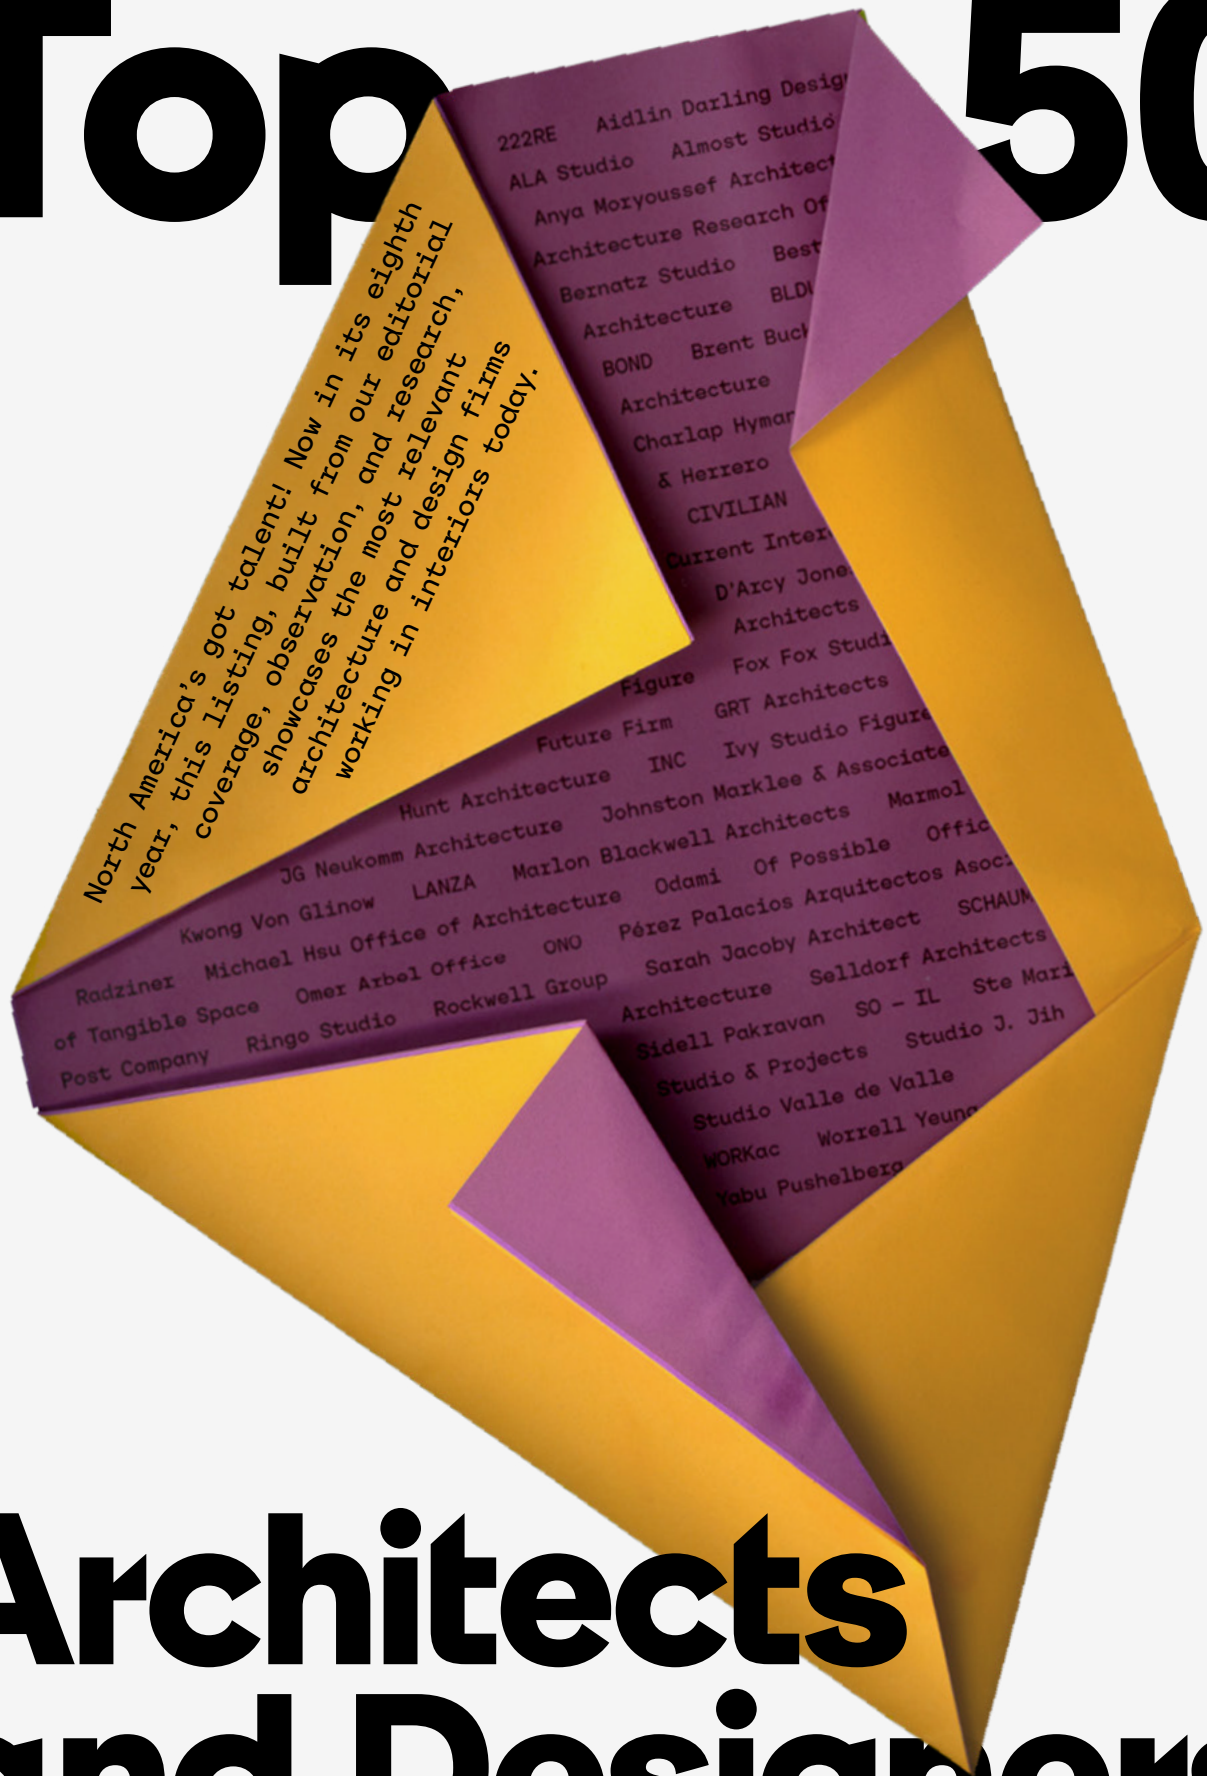 Top 50
222RE Aidlin Darling Design
ALA Studio Almost Studio
Anya Moryoussef Architect
Architecture Research Of
Bernatz Studio Best
Architecture BLDU
BOND Brent Buck
Architecture
Charlap Hyman
& Herrero
CIVILIAN
Current Inter
D'Arcy Jones
Architects
Figure Fox Fox Studi
Future Firm GRT Architects
Hunt Architecture INC Ivy Studio Figure
JG Neukomm Architecture Johnston Marklee & Associate
Kwong Von Glinow LANZA Marlon Blackwell Architects Marmol
Radziner Michael Hsu Office of Architecture Odami Of Possible Offic
of Tangible Space Omer Arbel Office ONO Pérez Palacios Arquitectos Asoci
Post Company Ringo Studio Rockwell Group Sarah Jacoby Architect SCHAUM
Architecture Selldorf Architects
Sidell Pakravan SO – IL Ste Mari
Studio & Projects Studio J. Jih
Studio Valle de Valle
WORKac Worrell Yeung
Yabu Pushelberg
North America's got talent! Now in its eighth
year, this listing, built from our editorial
coverage, observation, and research,
showcases the most relevant
architecture and design firms
working in interiors today.
Architects
and Designers